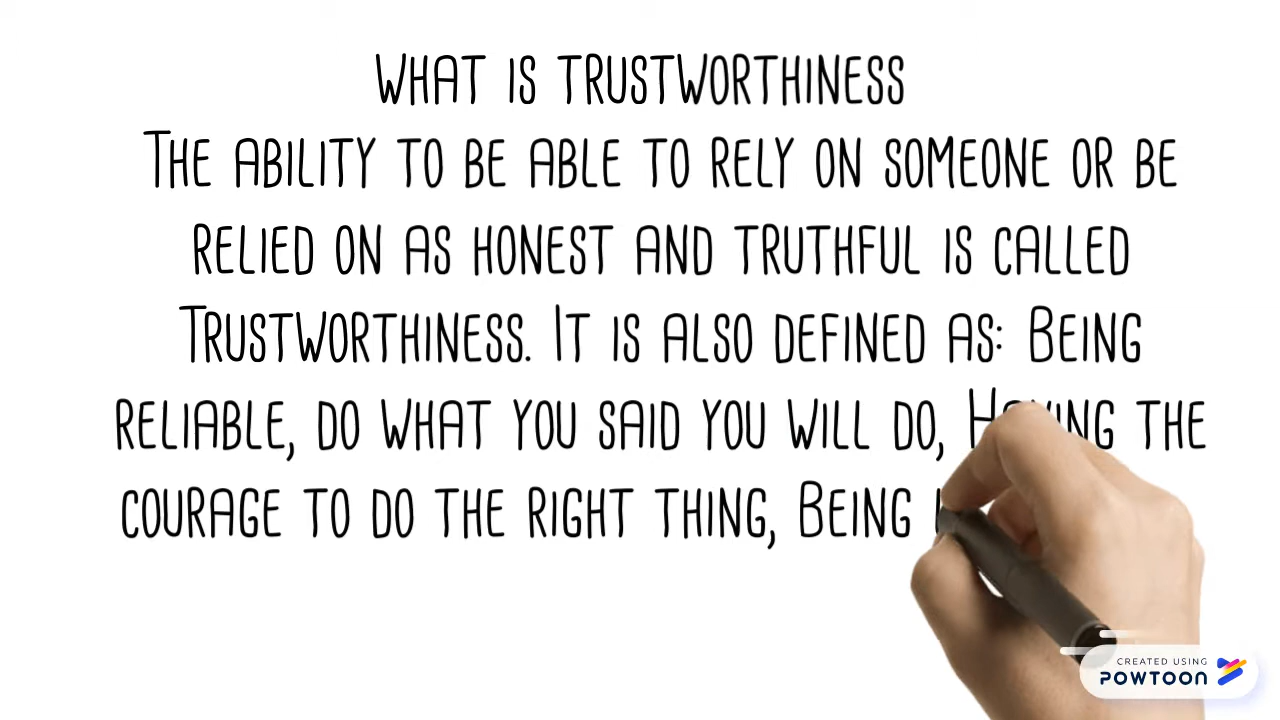 WHAT IS TRUSTWORTHINESS
THE ABILITY TO BE ABLE TO RELY ON SOMEONE OR BE
RELIED ON AS HONEST AND TRUTHFUL IS CALLED
TRUSTWORTHINESS. IT IS ALSO DEFINED AS: BEING
RELIABLE, DO WHAT YOU SAID YOU WILL DO, THE
COURAGE TO DO THE RIGHT THING, BEING
CREATED USING
POWTOON